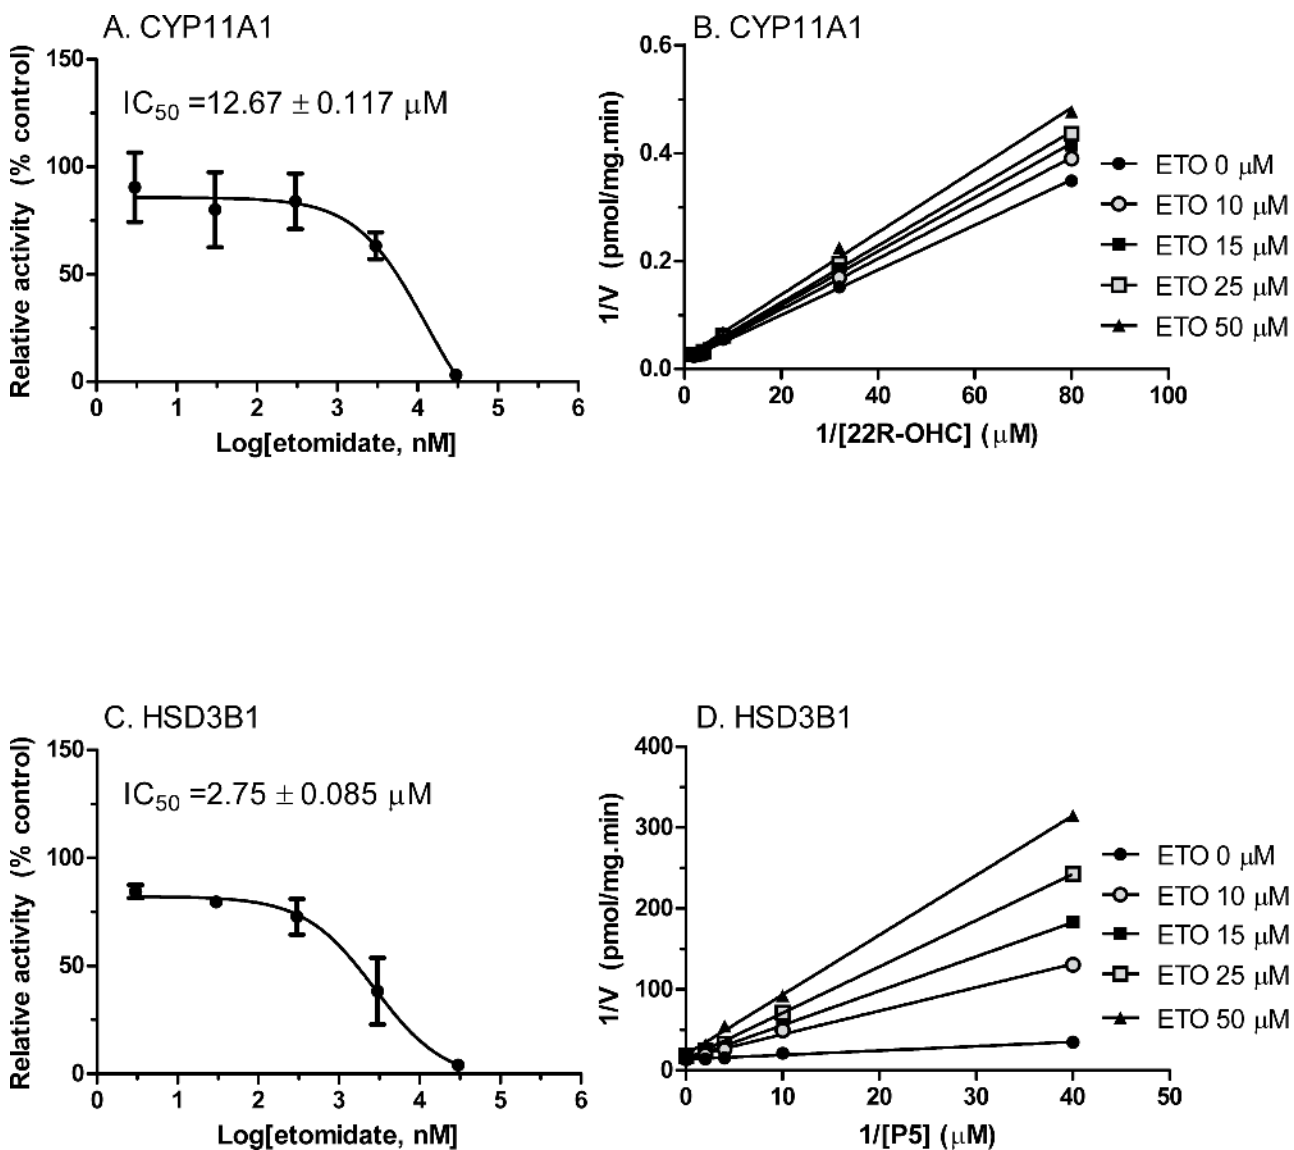 A. CYP11A1
IC50 =12.67 ± 0.117 μM
Relative activity (% control)
150
100
50
0
0 1 2 3 4 5 6
Log[etomidate, nM]
B. CYP11A1
1/V (pmol/mg.min)
0.6
0.4
0.2
0.0
0 20 40 60 80 100
1/[22R-OHC] (μM)
ETO 0 μM
ETO 10 μM
ETO 15 μM
ETO 25 μM
ETO 50 μM
C. HSD3B1
IC50 =2.75 ± 0.085 μM
Relative activity (% control)
150
100
50
0
0 1 2 3 4 5 6
Log[etomidate, nM]
D. HSD3B1
1/V (pmol/mg.min)
400
300
200
100
0
0 10 20 30 40 50
1/[P5] (μM)
ETO 0 μM
ETO 10 μM
ETO 15 μM
ETO 25 μM
ETO 50 μM